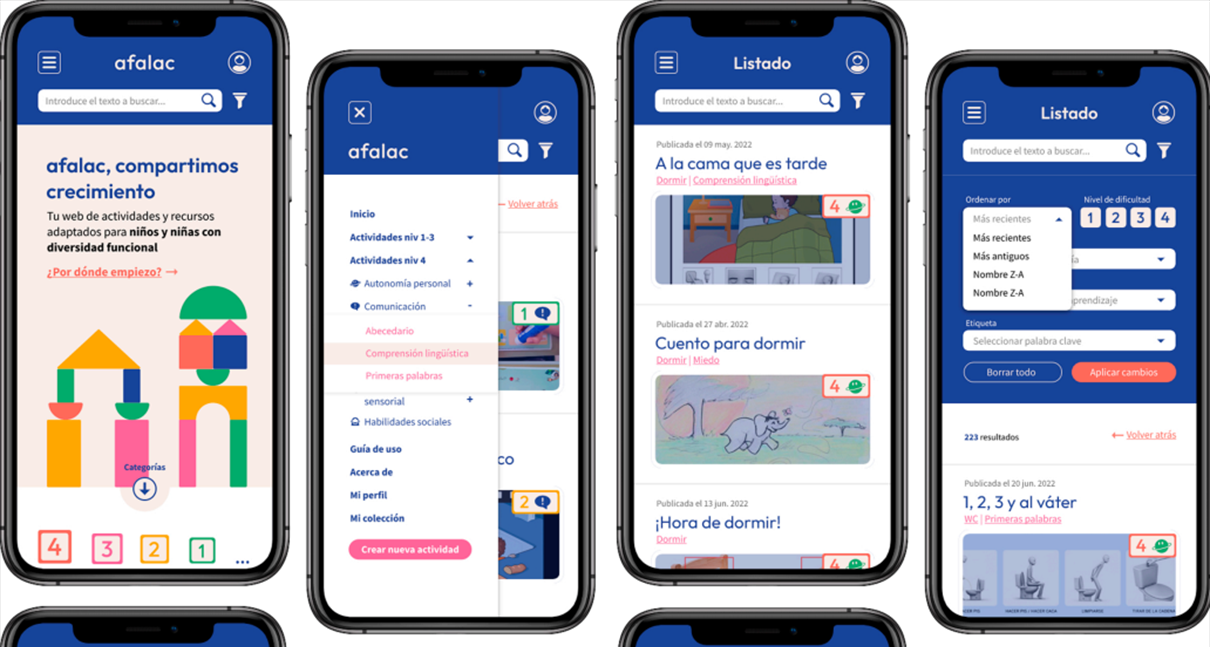 afalac
Introduce el texto a buscar...
afalac, compartimos
crecimiento
Tu web de actividades y recursos
adaptados para niños y niñas con
diversidad funcional
¿Por dónde empiezo? →
Categorías
4 3 2 1 ...
afalac
← Volver atrás
Inicio
Actividades niv 1-3
Actividades niv 4
Autonomía personal +
Comunicación -
Abecedario
Comprensión lingüística
Primeras palabras
sensorial +
Habilidades sociales
Guía de uso
Acerca de
Mi perfil
Mi colección
Crear nueva actividad
1
co
2
Listado
Introduce el texto a buscar...
Publicada el 09 may. 2022
A la cama que es tarde
Dormir | Comprensión lingüística
4
Publicada el 27 abr. 2022
Cuento para dormir
Dormir | Miedo
4
Publicada el 13 jun. 2022
¡Hora de dormir!
Dormir
4
Listado
Introduce el texto a buscar...
Ordenar por
Nivel de dificultad
Más recientes
1 2 3 4
Más recientes
Más antiguos
Nombre Z-A
Nombre Z-A
ía
prendizaje
Etiqueta
Seleccionar palabra clave
Borrar todo
Aplicar cambios
223 resultados
← Volver atrás
Publicada el 20 jun. 2022
1, 2, 3 y al váter
WC | Primeras palabras
4
CER PIS
HACER PIS / HACER CACA
LIMPIARSE
TIRAR DE LA CADENA